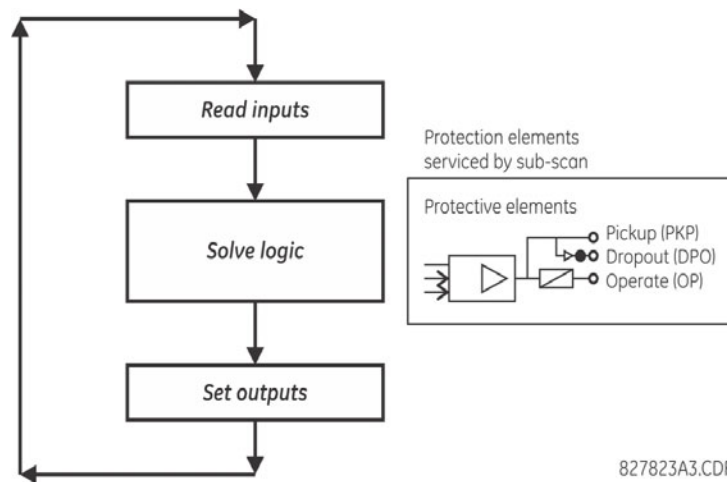 Read inputs
Solve logic
Set outputs
Protection elements
serviced by sub-scan
Protective elements
Pickup (PKP)
Dropout (DPO)
Operate (OP)
827823A3.CDR